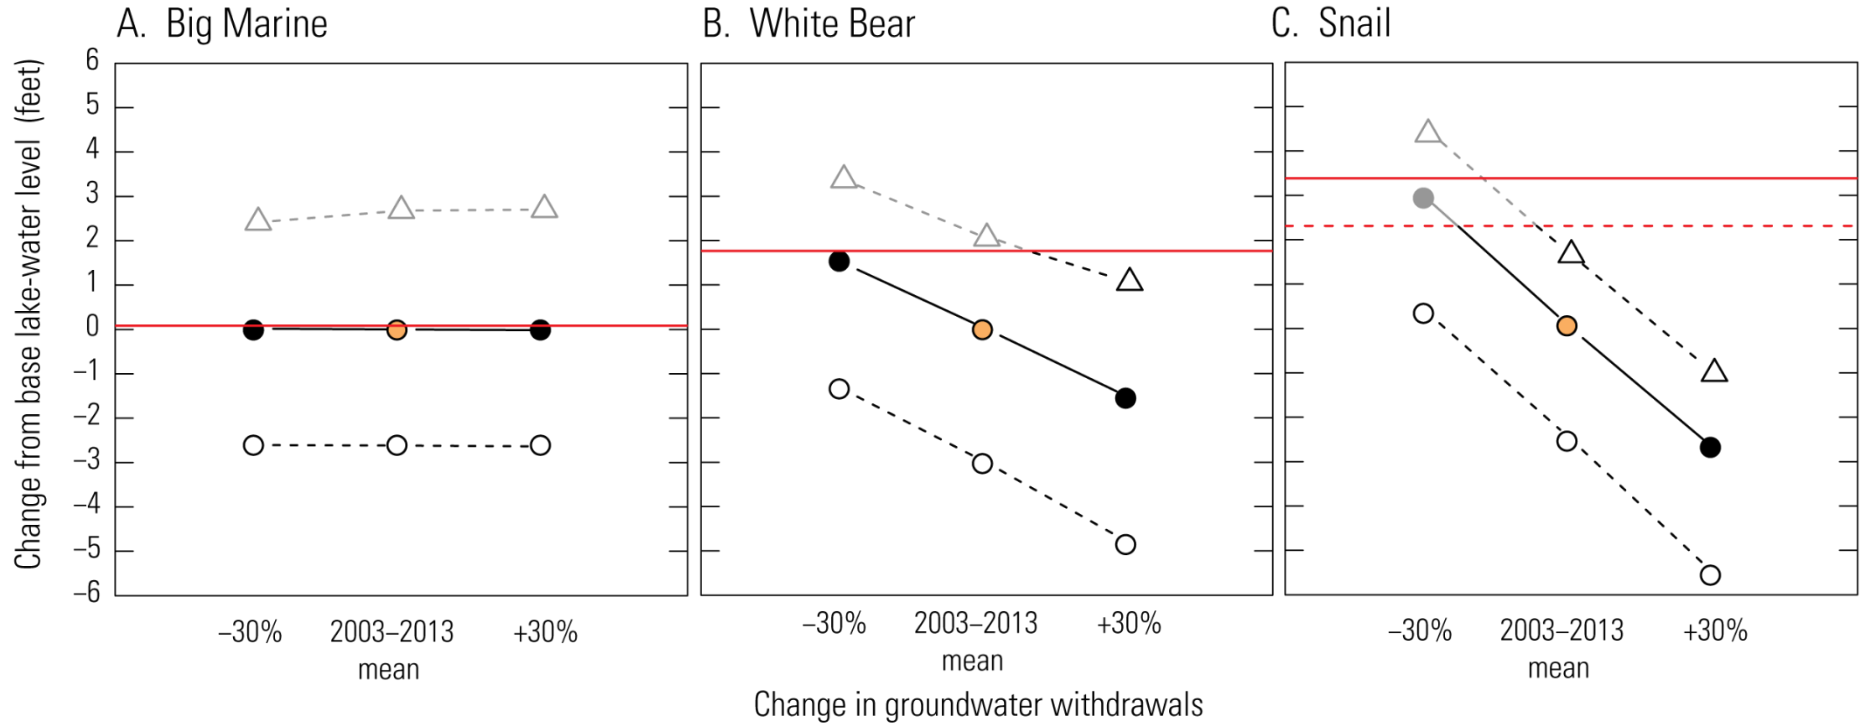 A. Big Marine
B. White Bear
C. Snail
Change from base lake-water level (feet)
6
5
4
3
2
1
0
–1
–2
–3
–4
–5
–6
–30%
2003–2013
mean
+30%
–30%
2003–2013
mean
+30%
–30%
2003–2013
mean
+30%
Change in groundwater withdrawals